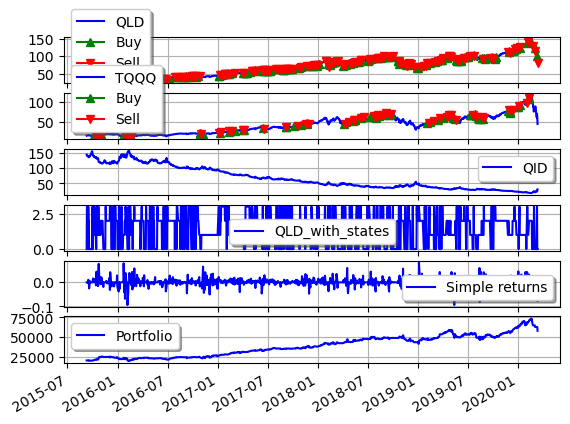 QLD
Buy
Sell
150
100
50
TQQQ
Buy
Sell
100
50
QID
150
100
50
QLD_with_states
2.5
0.0
Simple returns
0.0
−0.1
Portfolio
75000
50000
25000
2015-07
2016-01
2016-07
2017-01
2017-07
2018-01
2018-07
2019-01
2019-07
2020-01